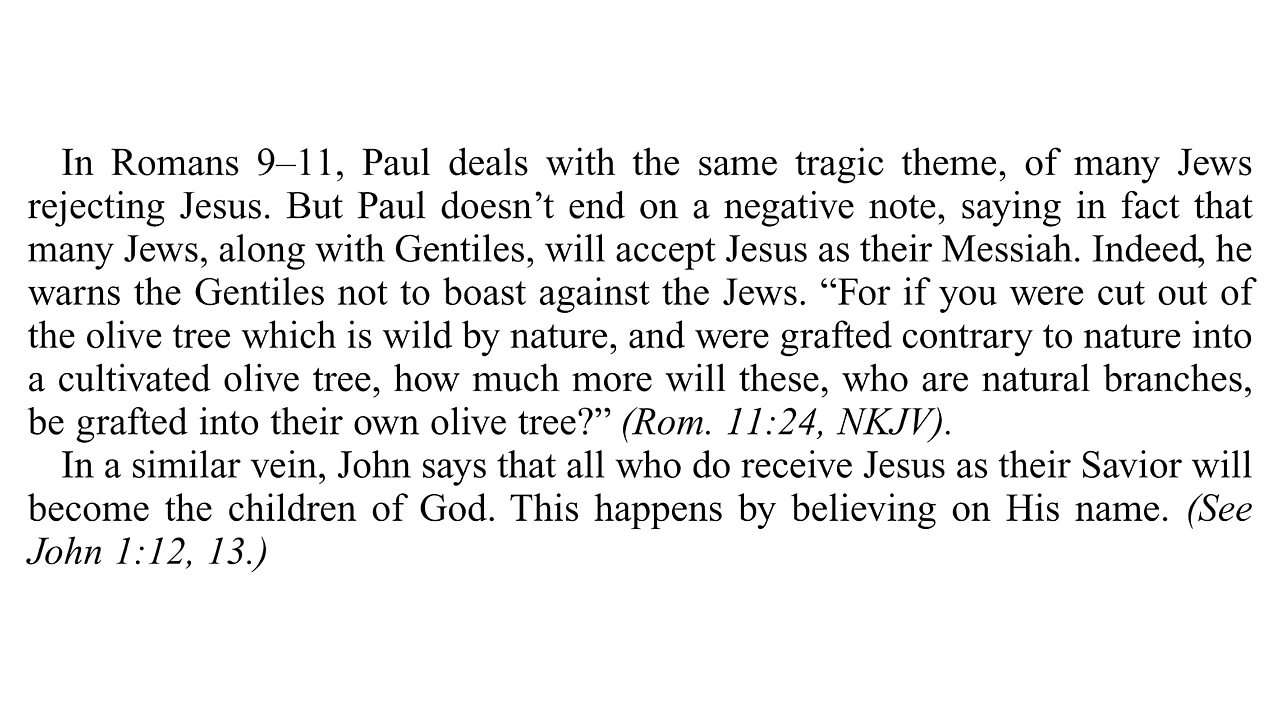 In Romans 9–11, Paul deals with the same tragic theme, of many Jews
rejecting Jesus. But Paul doesn’t end on a negative note, saying in fact that
many Jews, along with Gentiles, will accept Jesus as their Messiah. Indeed, he
warns the Gentiles not to boast against the Jews. “For if you were cut out of
the olive tree which is wild by nature, and were grafted contrary to nature into
a cultivated olive tree, how much more will these, who are natural branches,
be grafted into their own olive tree?” (Rom. 11:24, NKJV).
In a similar vein, John says that all who do receive Jesus as their Savior will
become the children of God. This happens by believing on His name. (See
John 1:12, 13.)